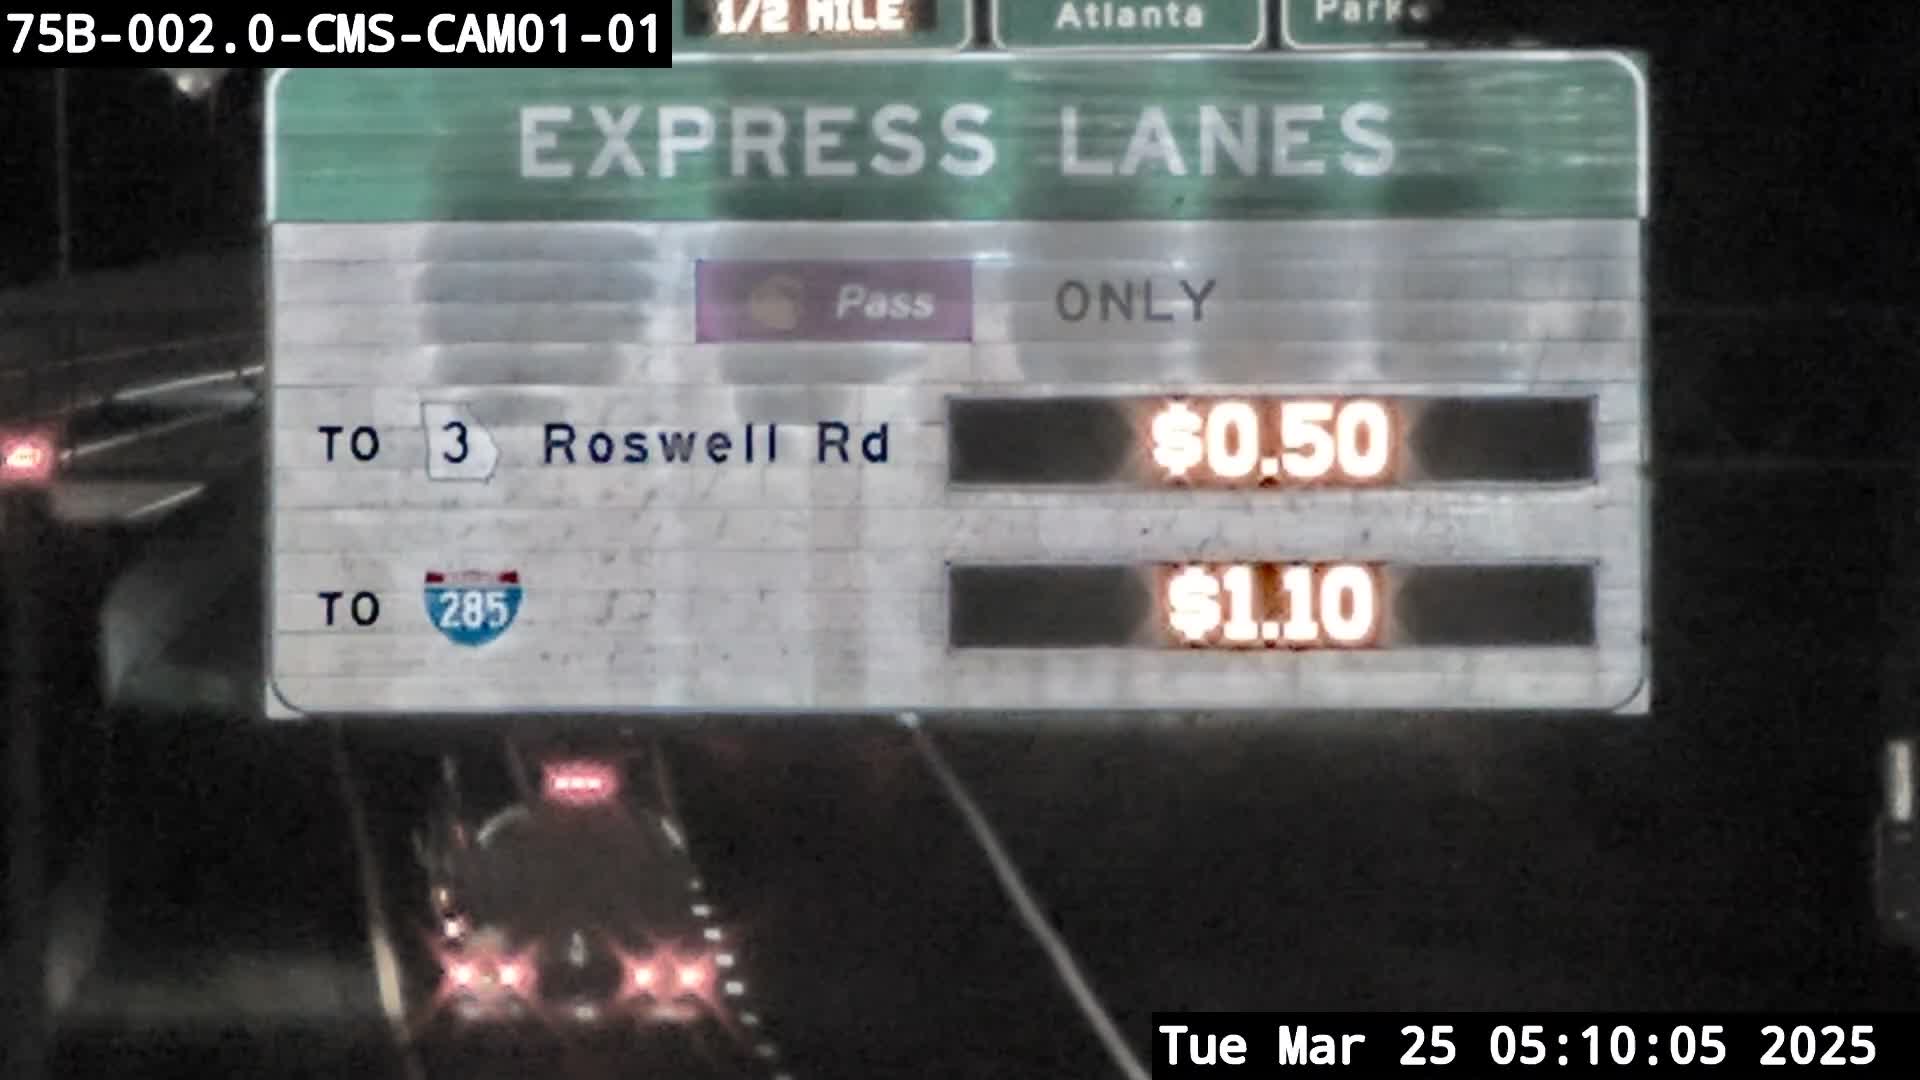 75B-002.0-CMS-CAM01-01
1/2 MILE
Atlanta
Park
EXPRESS LANES
Pass ONLY
TO 3 Roswell Rd $0.50
TO 285 $1.10
Tue Mar 25 05:10:05 2025